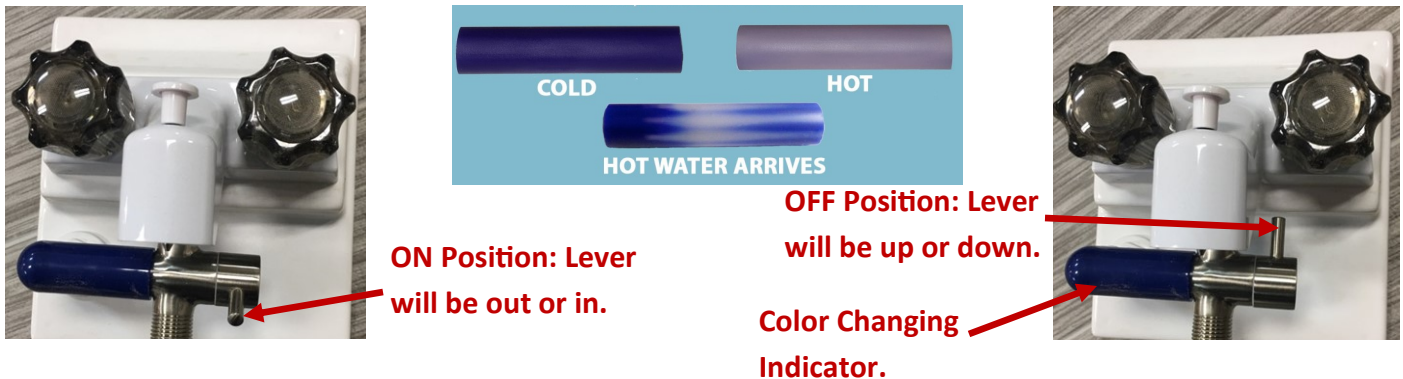 COLD
HOT
HOT WATER ARRIVES
ON Position: Lever
will be out or in.
OFF Position: Lever
will be up or down.
Color Changing
Indicator.